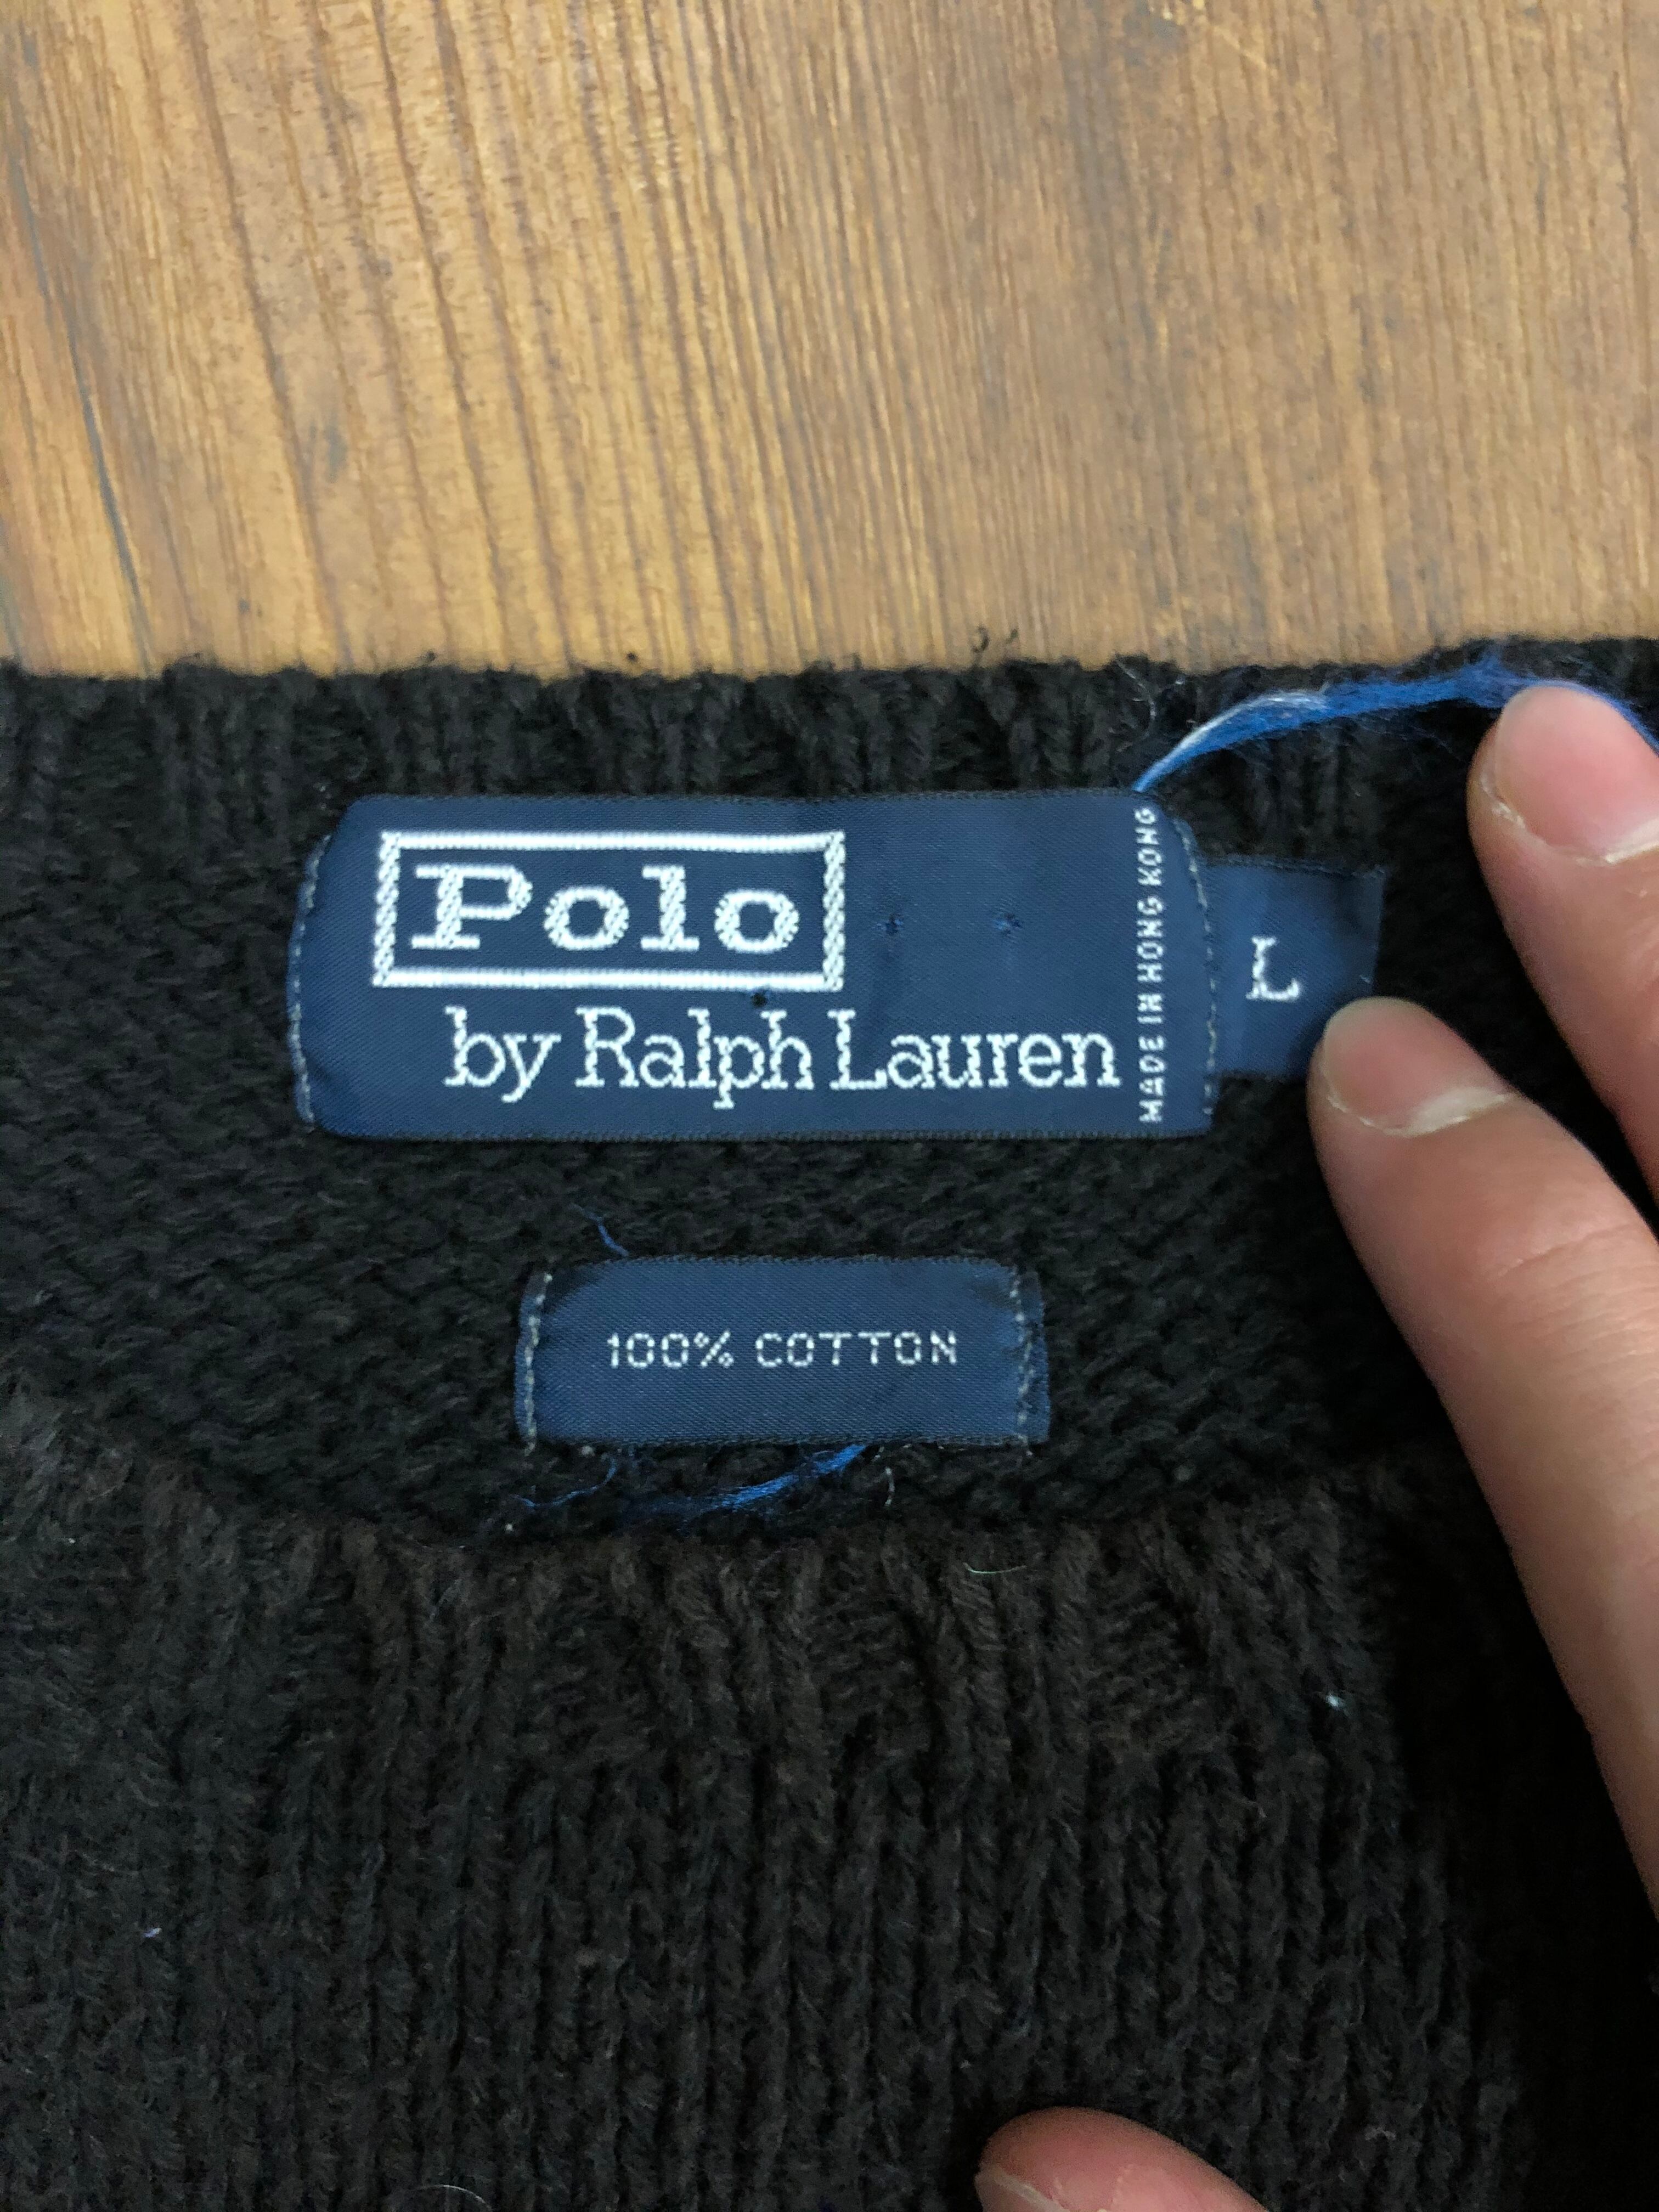 Polo
by Ralph Lauren
MADE IN HONG KONG
L
100% COTTON